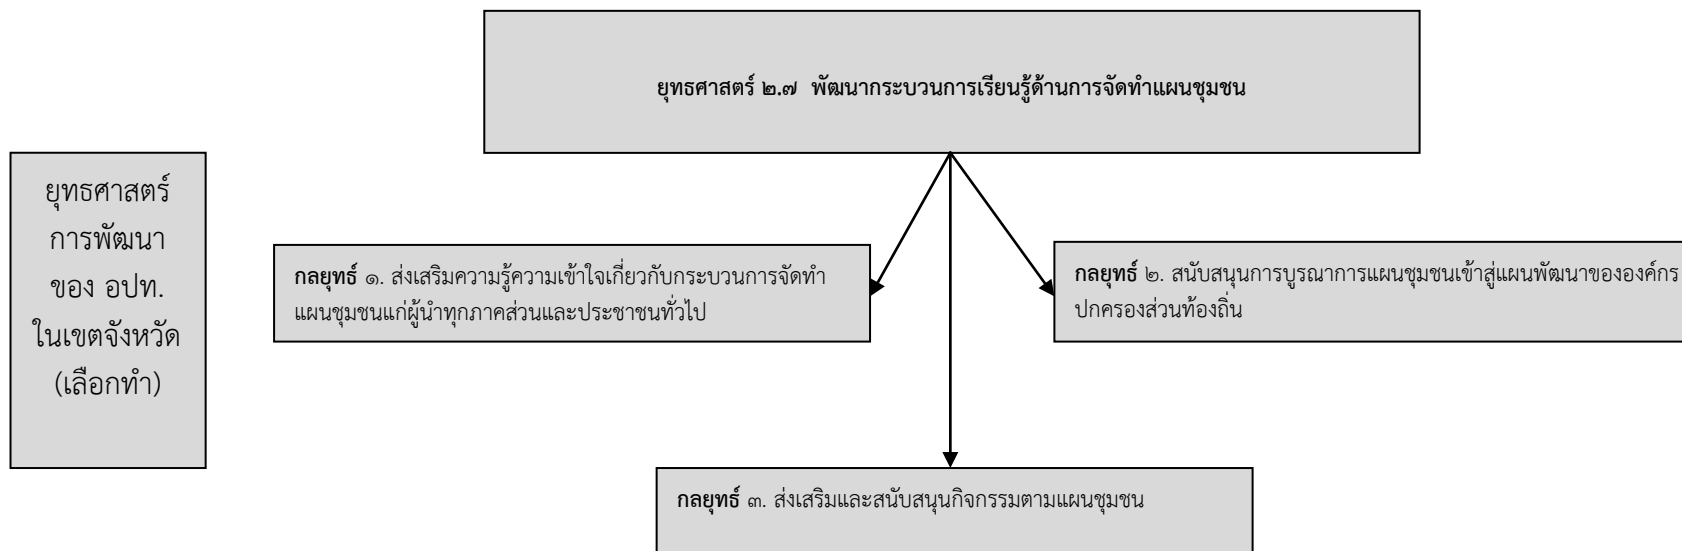 ยุทธศาสตร์ ๒.๗ พัฒนากระบวนการเรียนรู้ด้านการจัดทำแผนชุมชน
ยุทธศาสตร์
การพัฒนา
ของ อปท.
ในเขตจังหวัด
(เลือกทำ)
กลยุทธ์ ๑. ส่งเสริมความรู้ความเข้าใจเกี่ยวกับกระบวนการจัดทำ
แผนชุมชนแก่ผู้นำทุกภาคส่วนและประชาชนทั่วไป
กลยุทธ์ ๒. สนับสนุนการบูรณาการแผนชุมชนเข้าสู่แผนพัฒนาขององค์กร
ปกครองส่วนท้องถิ่น
กลยุทธ์ ๓. ส่งเสริมและสนับสนุนกิจกรรมตามแผนชุมชน